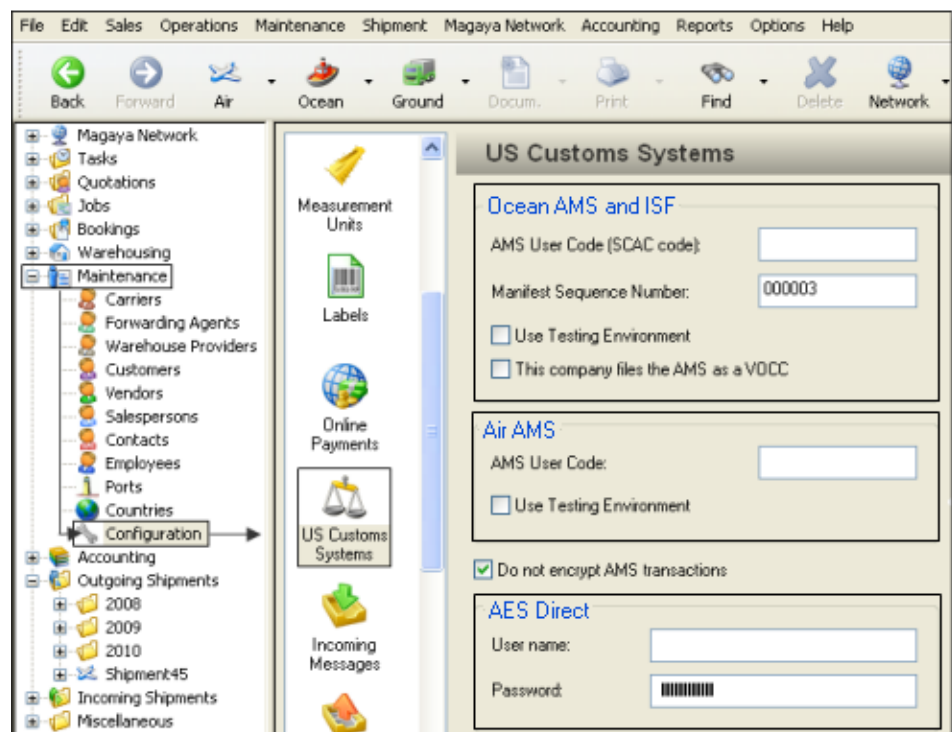 File Edit Sales Operations Maintenance Shipment Magaya Network Accounting Reports Options Help
Back Forward Air Ocean Ground Docum. Print Find Delete Network
Magaya Network
Tasks
Quotations
Jobs
Bookings
Warehousing
Maintenance
Carriers
Forwarding Agents
Warehouse Providers
Customers
Vendors
Salespersons
Contacts
Employees
Ports
Countries
Configuration
Accounting
Outgoing Shipments
2008
2009
2010
Shipment45
Incoming Shipments
Miscellaneous
Measurement
Units
Labels
Online
Payments
US Customs
Systems
Incoming
Messages
US Customs Systems
Ocean AMS and ISF
AMS User Code (SCAC code):
Manifest Sequence Number: 000003
Use Testing Environment
This company files the AMS as a VOCC
Air AMS
AMS User Code:
Use Testing Environment
Do not encrypt AMS transactions
AES Direct
User name:
Password: